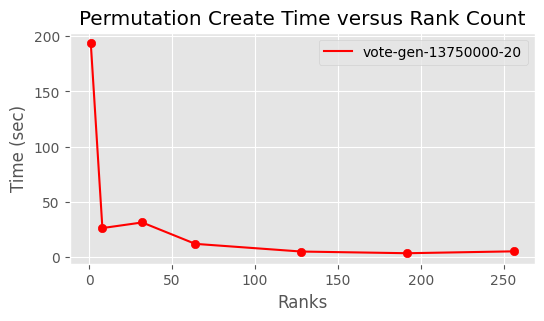 Permutation Create Time versus Rank Count
vote-gen-13750000-20
200
150
100
50
0
Time (sec)
0 50 100 150 200 250
Ranks